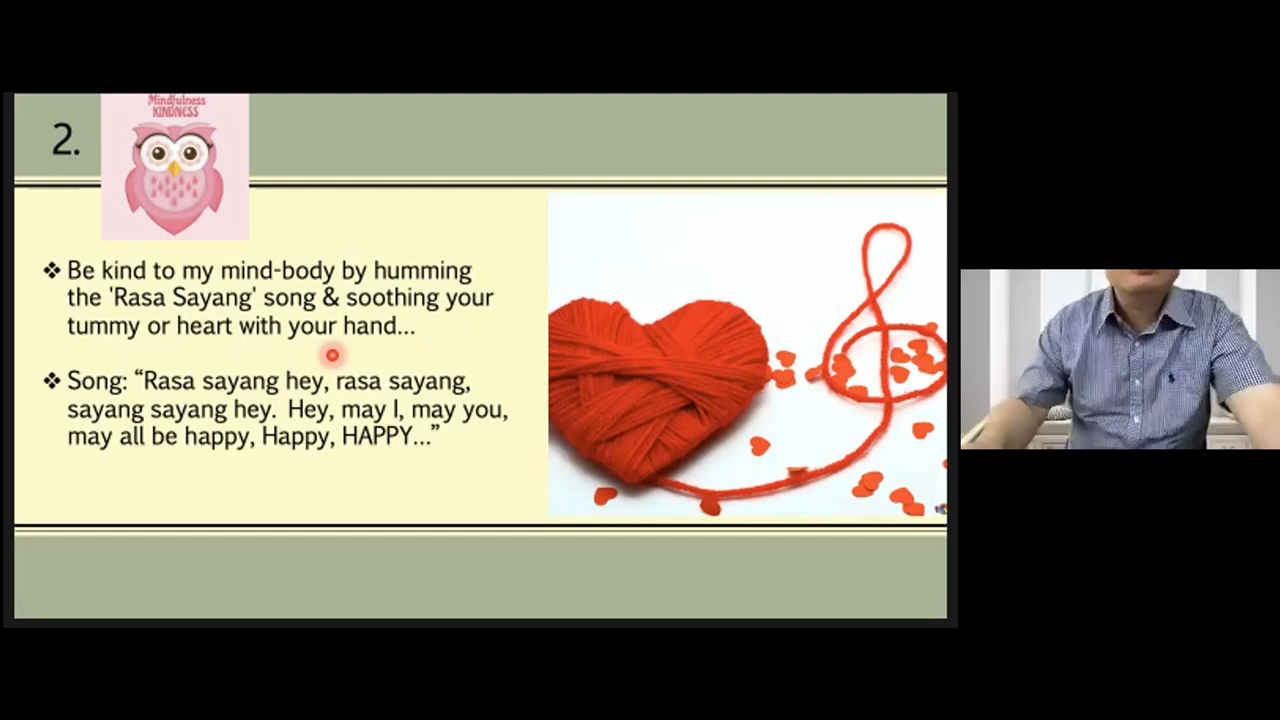 Mindfulness
KINDNESS
2.
❖ Be kind to my mind-body by humming
the 'Rasa Sayang' song & soothing your
tummy or heart with your hand...
❖ Song: “Rasa sayang hey, rasa sayang,
sayang sayang hey.  Hey, may I, may you,
may all be happy, Happy, HAPPY...”